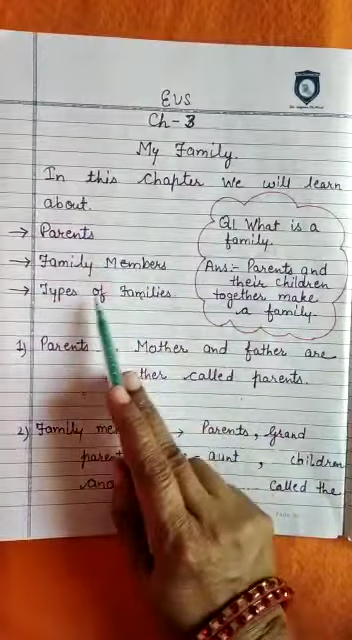 EVS
Ch-3
My Family.
In this chapter we will learn
about.
→ Parents
→ Family Members
→ Types of Families
Q1 What is a
family.
Ans:- Parents and
their children
together make
a family.
1) Parents Mother and father are
called parents.
2) Family → Parents, Grand
aunt, children
called the